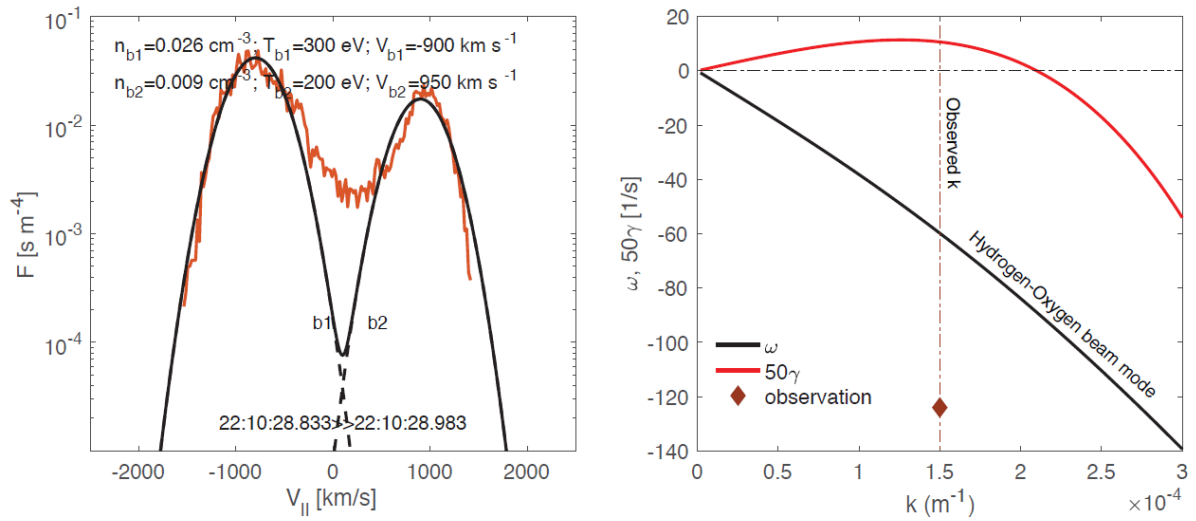 n_b1=0.026 cm^-3; T_b1=300 eV; V_b1=-900 km s^-1
n_b2=0.009 cm^-3; T_b2=200 eV; V_b2=950 km s^-1
10^-1
10^-2
10^-3
10^-4
F [s m^-4]
b1
b2
22:10:28.833>>22:10:28.983
-2000
-1000
0
1000
2000
V_II [km/s]
20
0
-20
-40
-60
-80
-100
-120
-140
ω, 50γ [1/s]
Observed k
Hydrogen-Oxygen beam mode
ω
50γ
observation
0
0.5
1
1.5
2
2.5
3
k (m^-1)
×10^-4